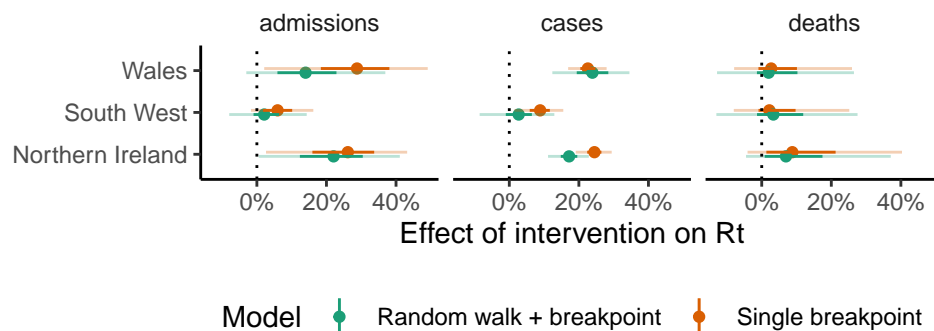 admissions cases deaths
Wales
South West
Northern Ireland
0% 20% 40% 0% 20% 40% 0% 20% 40%
Effect of intervention on Rt
Model Random walk + breakpoint Single breakpoint